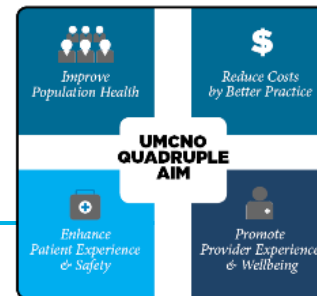 Improve
Population Health
$
Reduce Costs
by Better Practice
UMCNO
QUADRUPLE
AIM
Enhance
Patient Experience
& Safety
Promote
Provider Experience
& Wellbeing